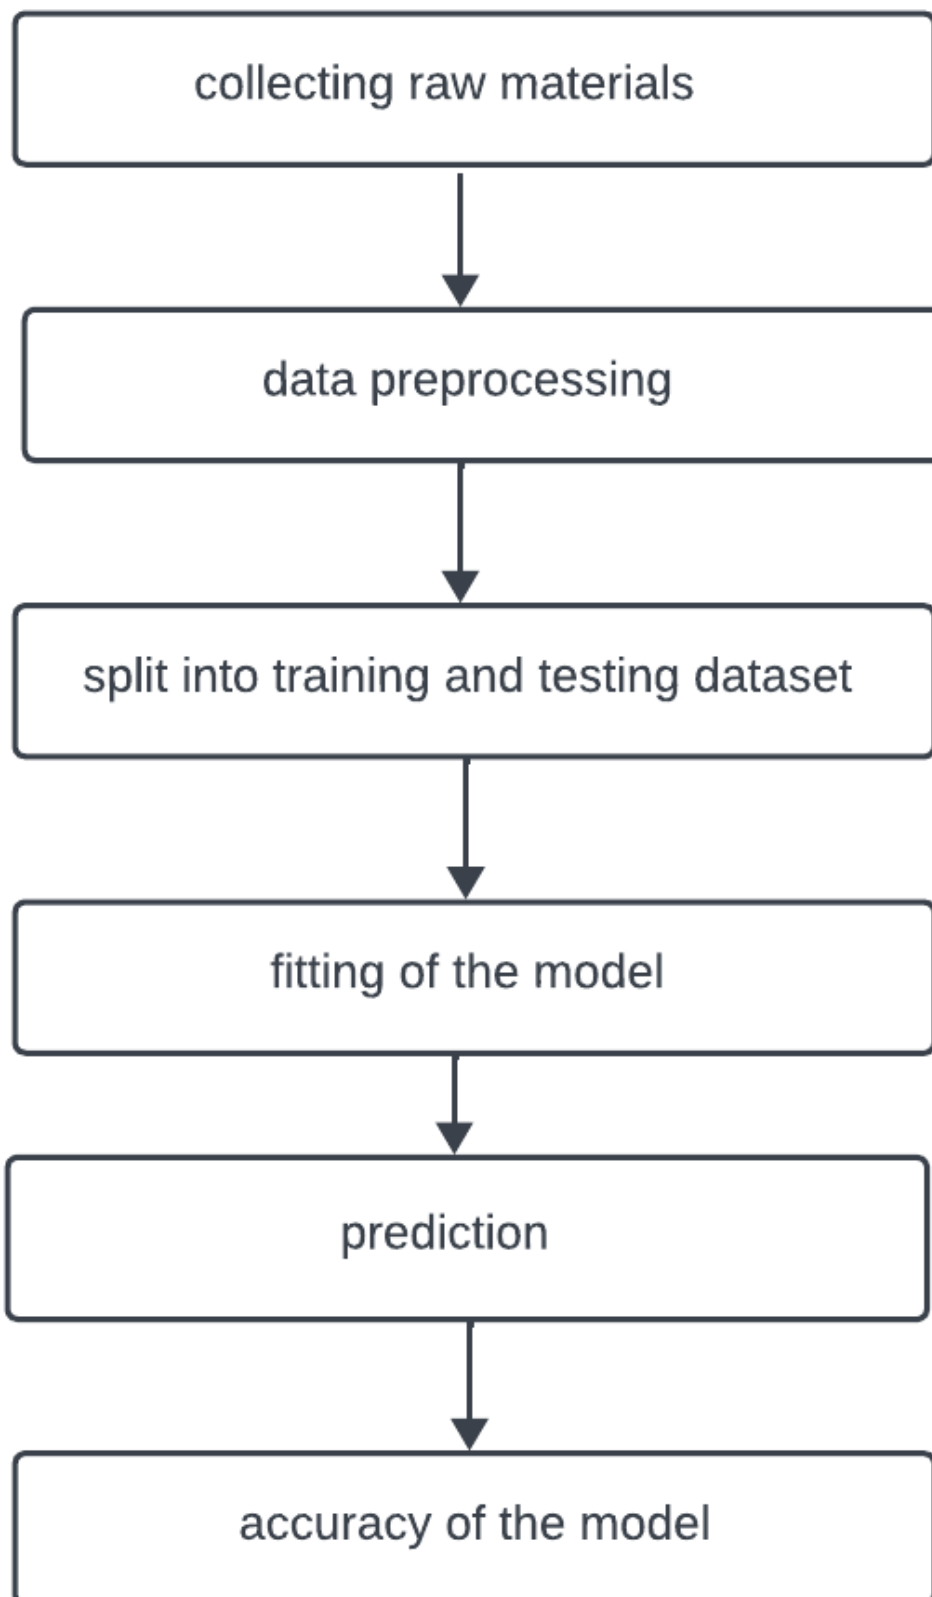 collecting raw materials
data preprocessing
split into training and testing dataset
fitting of the model
prediction
accuracy of the model